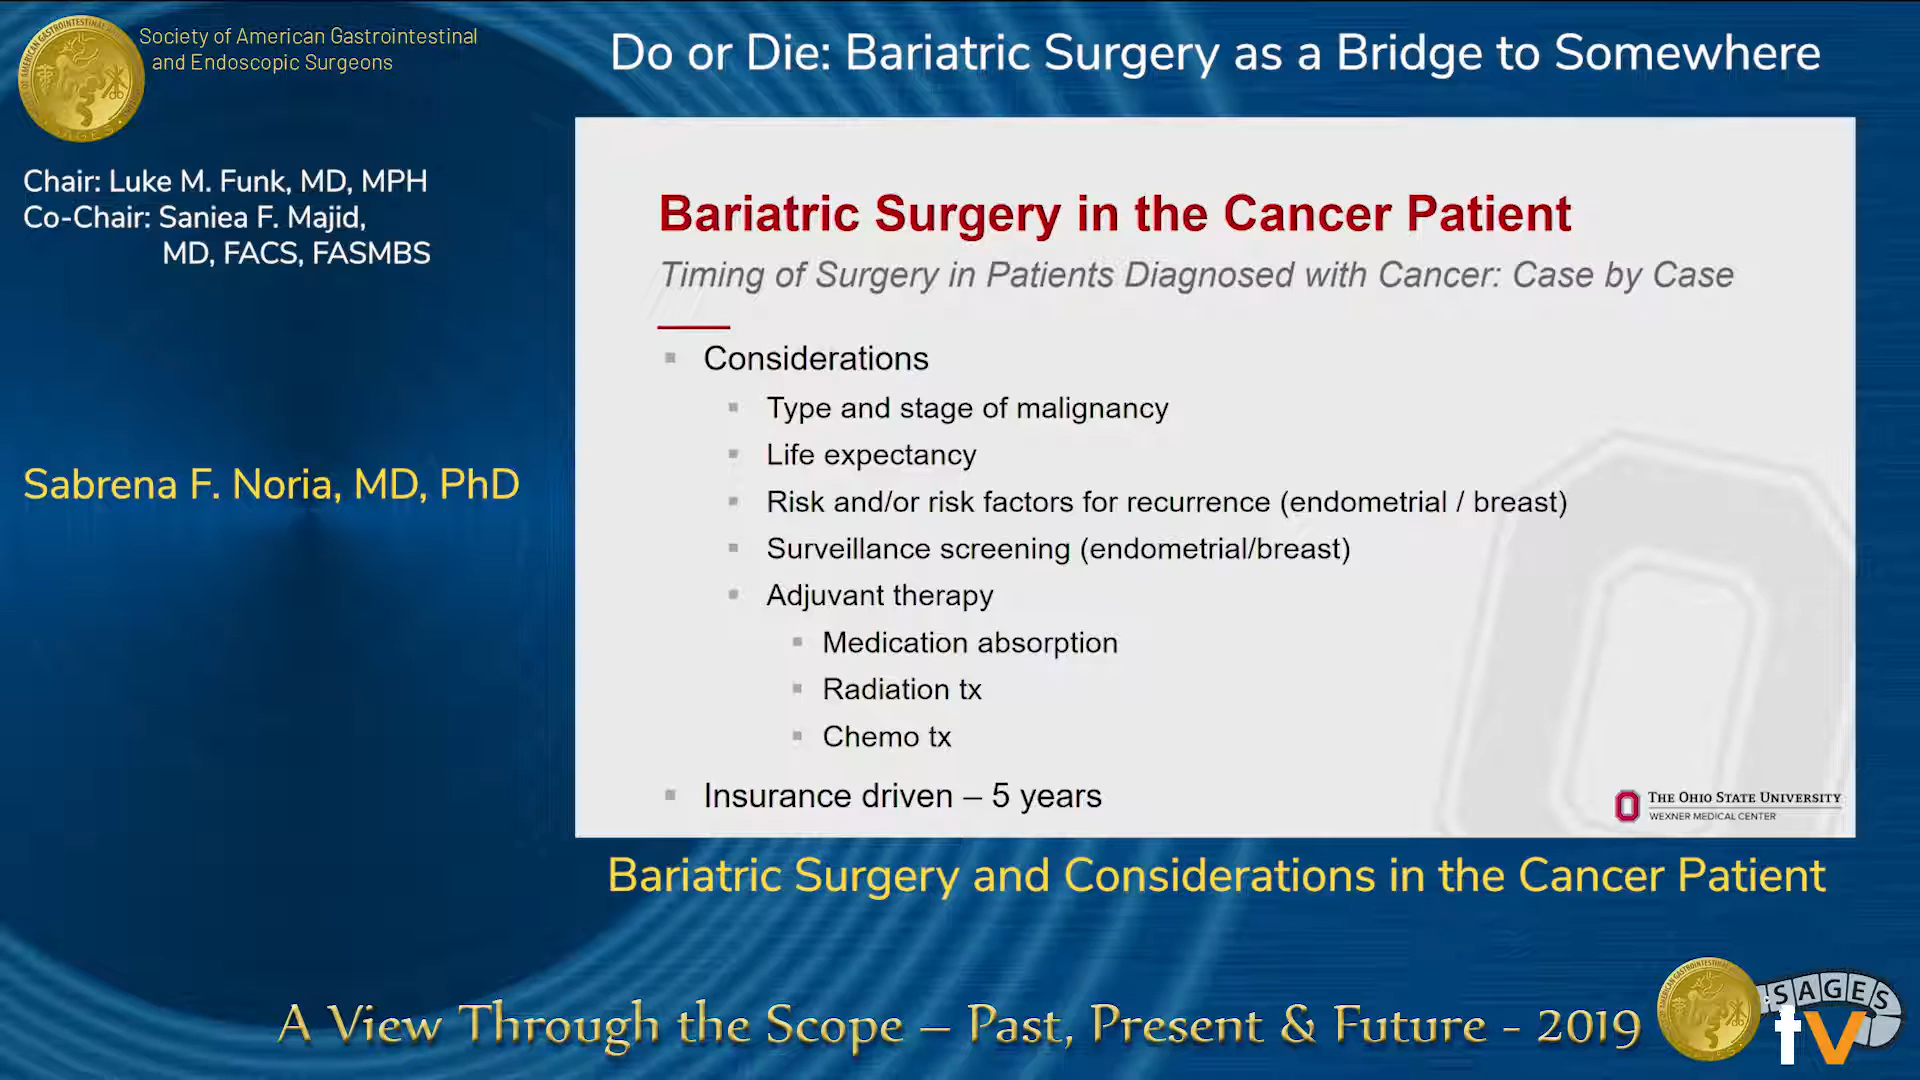 Society of American Gastrointestinal
and Endoscopic Surgeons
Do or Die: Bariatric Surgery as a Bridge to Somewhere
Chair: Luke M. Funk, MD, MPH
Co-Chair: Saniea F. Majid,
MD, FACS, FASMBS
Sabrena F. Noria, MD, PhD
Bariatric Surgery in the Cancer Patient
Timing of Surgery in Patients Diagnosed with Cancer: Case by Case
Considerations
Type and stage of malignancy
Life expectancy
Risk and/or risk factors for recurrence (endometrial / breast)
Surveillance screening (endometrial/breast)
Adjuvant therapy
Medication absorption
Radiation tx
Chemo tx
Insurance driven – 5 years
THE OHIO STATE UNIVERSITY
WEXNER MEDICAL CENTER
Bariatric Surgery and Considerations in the Cancer Patient
A View Through the Scope – Past, Present & Future - 2019
SAGES
tv